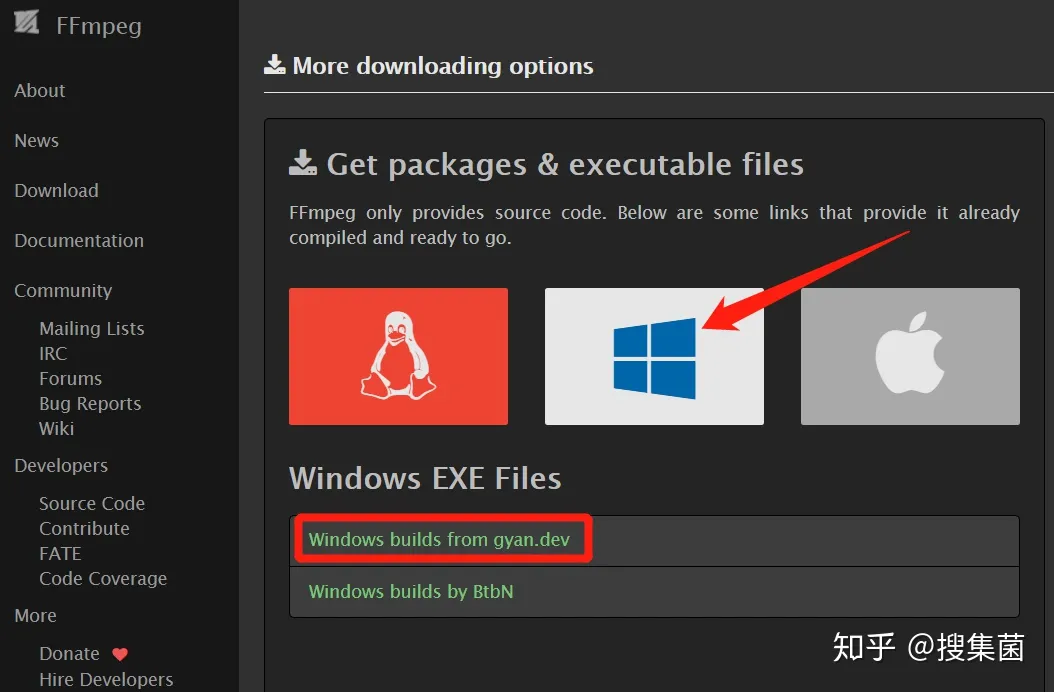 FFmpeg
About
News
Download
Documentation
Community
Mailing Lists
IRC
Forums
Bug Reports
Wiki
Developers
Source Code
Contribute
FATE
Code Coverage
More
Donate
Hire Developers
More downloading options
Get packages & executable files
FFmpeg only provides source code. Below are some links that provide it already
compiled and ready to go.
Windows EXE Files
Windows builds from gyan.dev
Windows builds by BtbN
知乎 @搜集菌